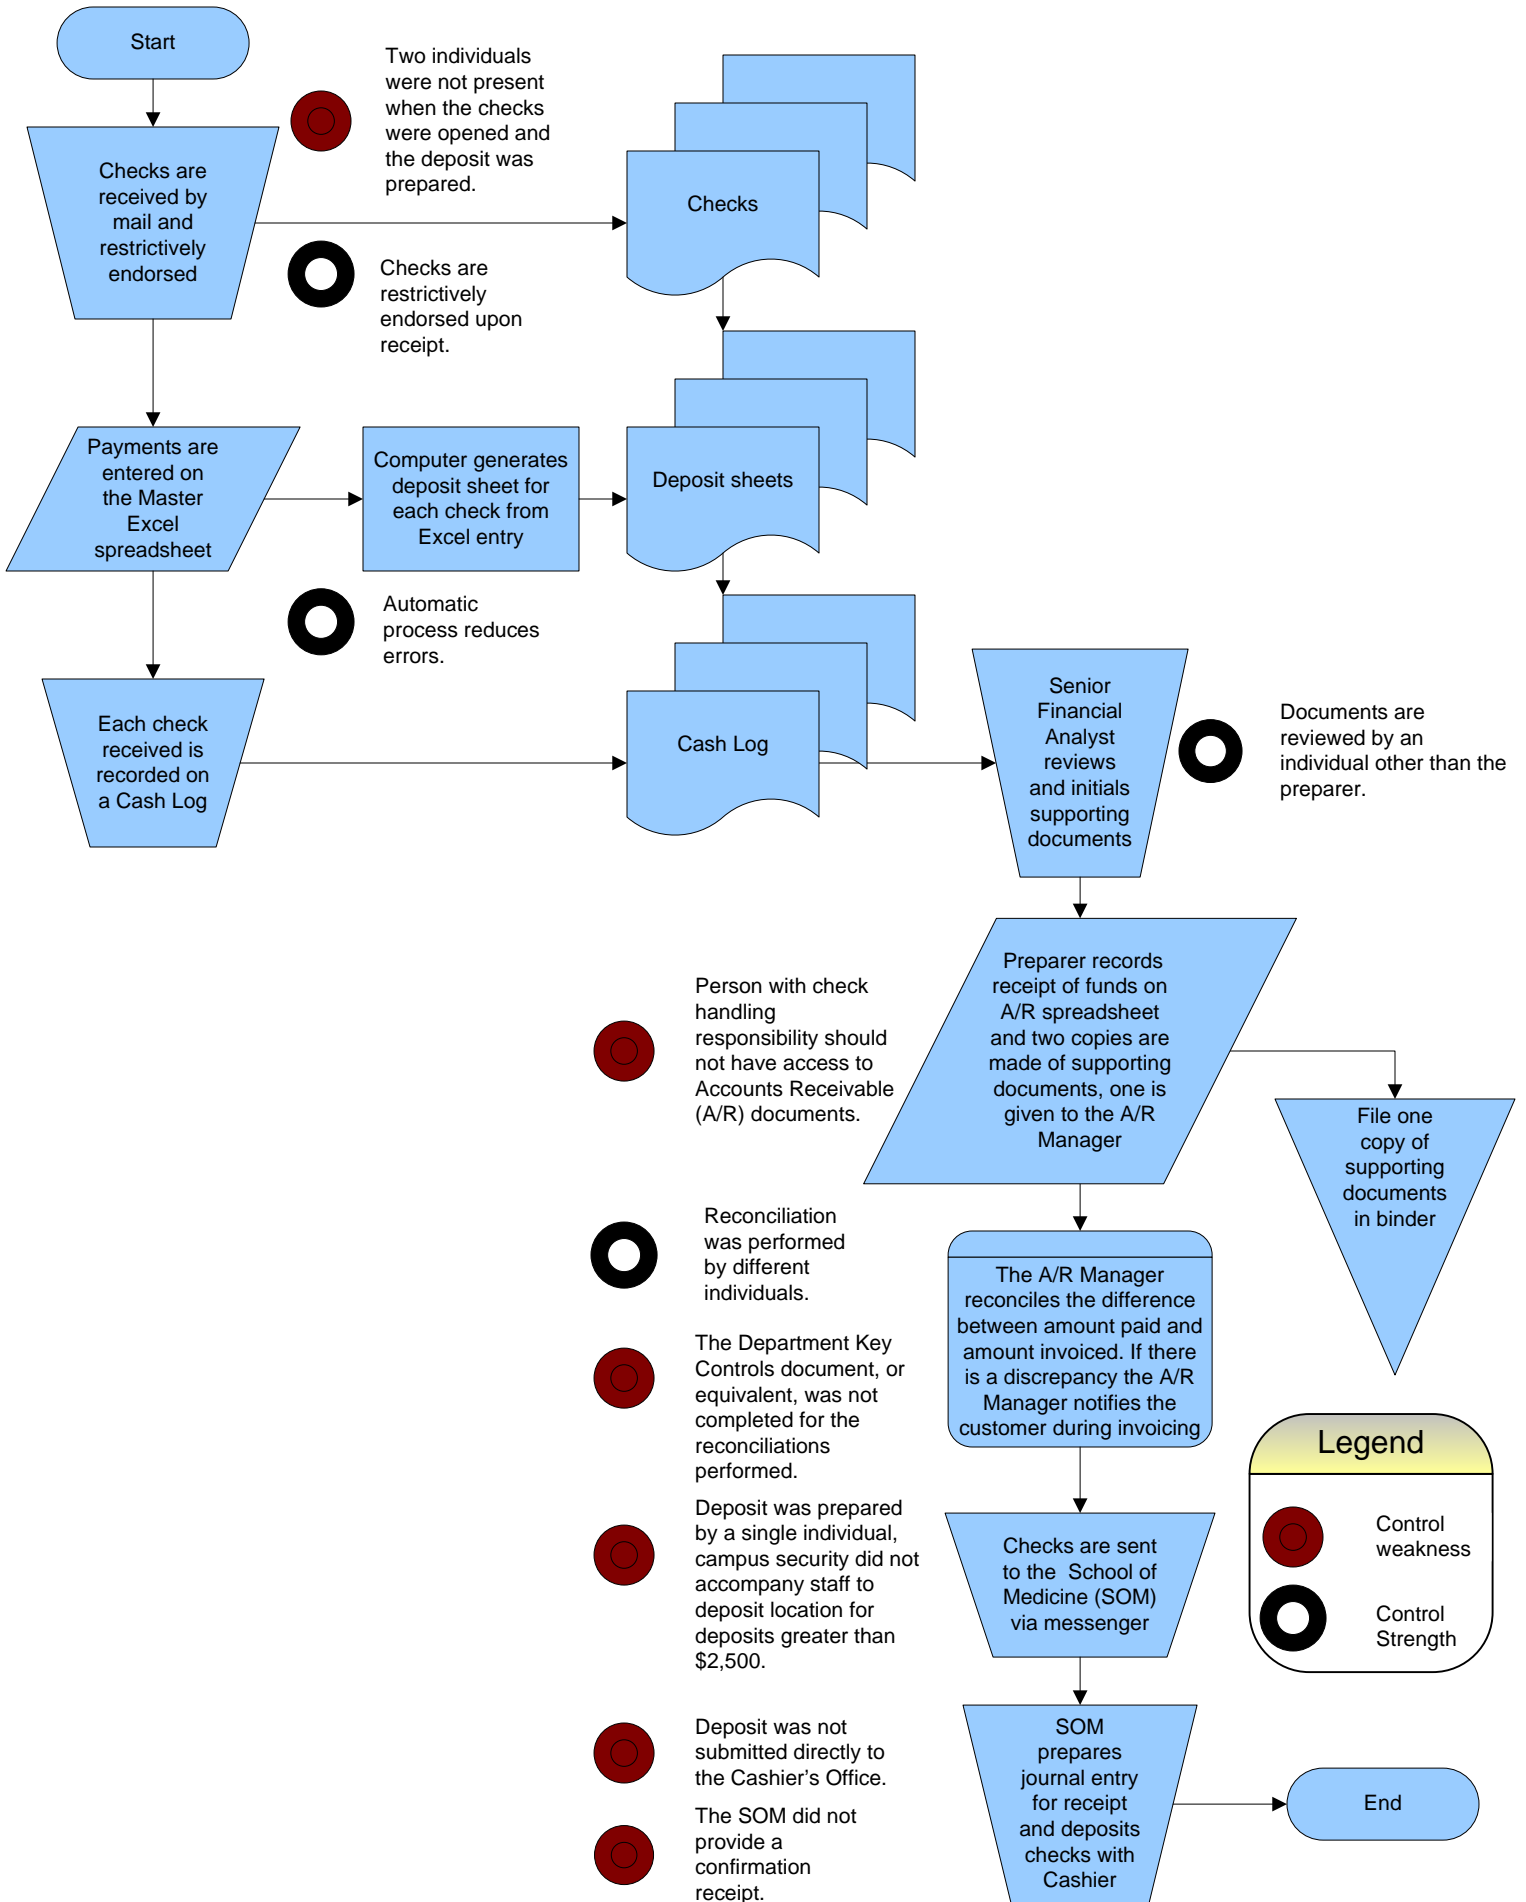 Start
Two individuals
were not present
when the checks
were opened and
the deposit was
prepared.
Checks are
received by
mail and
restrictively
endorsed
Checks
Checks are
restrictively
endorsed upon
receipt.
Payments are
entered on
the Master
Excel
spreadsheet
Computer generates
deposit sheet for
each check from
Excel entry
Deposit sheets
Automatic
process reduces
errors.
Each check
received is
recorded on
a Cash Log
Cash Log
Senior
Financial
Analyst
reviews
and initials
supporting
documents
Documents are
reviewed by an
individual other than the
preparer.
Person with check
handling
responsibility should
not have access to
Accounts Receivable
(A/R) documents.
Preparer records
receipt of funds on
A/R spreadsheet
and two copies are
made of supporting
documents, one is
given to the A/R
Manager
File one
copy of
supporting
documents
in binder
Reconciliation
was performed
by different
individuals.
The A/R Manager
reconciles the difference
between amount paid and
amount invoiced. If there
is a discrepancy the A/R
Manager notifies the
customer during invoicing
The Department Key
Controls document, or
equivalent, was not
completed for the
reconciliations
performed.
Deposit was prepared
by a single individual,
campus security did not
accompany staff to
deposit location for
deposits greater than
$2,500.
Checks are sent
to the School of
Medicine (SOM)
via messenger
Legend
Control
weakness
Control
Strength
Deposit was not
submitted directly to
the Cashier's Office.
The SOM did not
provide a
confirmation
receipt.
SOM
prepares
journal entry
for receipt
and deposits
checks with
Cashier
End